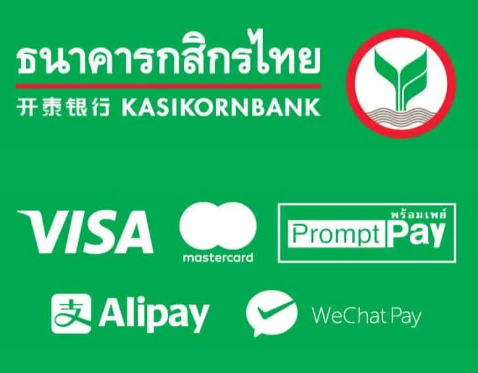 ธนาคารกสิกรไทย
开泰银行 KASIKORNBANK
VISA
mastercard
พร้อมเพย์
PromptPay
支 Alipay
WeChat Pay